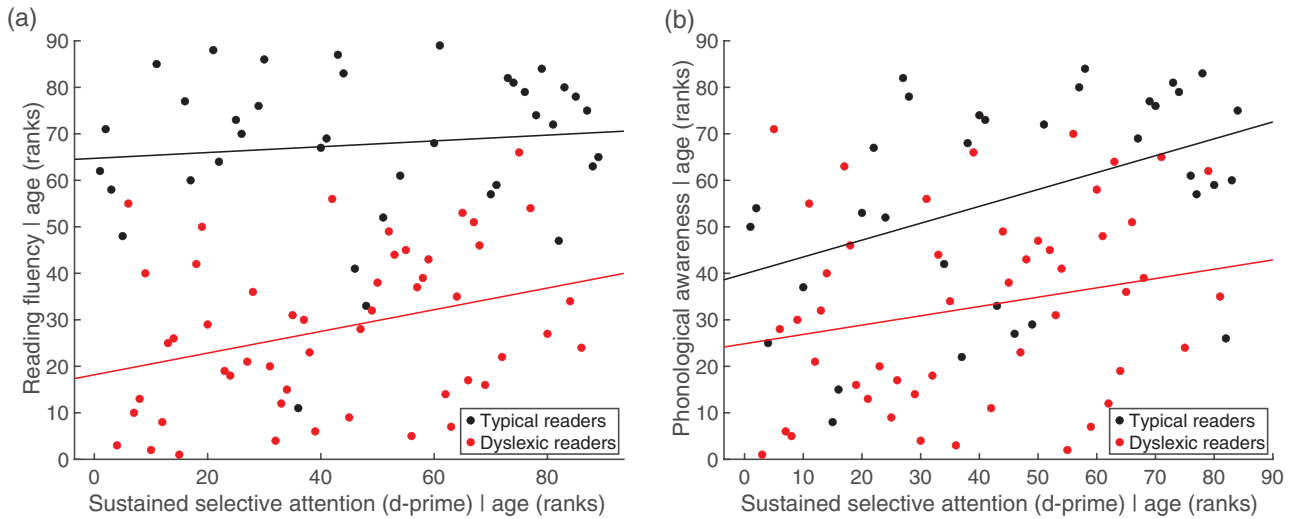 (a)
Reading fluency | age (ranks)
90
80
70
60
50
40
30
20
10
0
0 20 40 60 80
Typical readers
Dyslexic readers
Sustained selective attention (d-prime) | age (ranks)
(b)
Phonological awareness | age (ranks)
90
80
70
60
50
40
30
20
10
0
0 10 20 30 40 50 60 70 80 90
Typical readers
Dyslexic readers
Sustained selective attention (d-prime) | age (ranks)